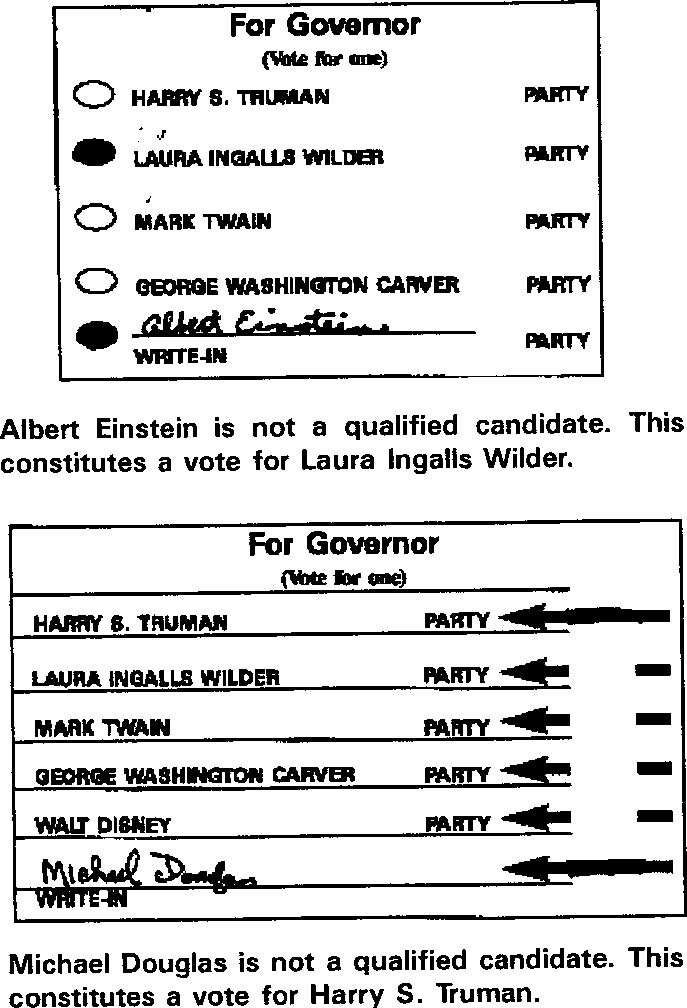 For Governor
(Vote for one)
HARRY S. TRUMAN PARTY
LAURA INGALLS WILDER PARTY
MARK TWAIN PARTY
GEORGE WASHINGTON CARVER PARTY
Albert Einstein PARTY
WRITE-IN
Albert Einstein is not a qualified candidate. This
constitutes a vote for Laura Ingalls Wilder.
For Governor
(Vote for one)
HARRY S. TRUMAN PARTY
LAURA INGALLS WILDER PARTY
MARK TWAIN PARTY
GEORGE WASHINGTON CARVER PARTY
WALT DISNEY PARTY
Michael Douglas
WRITE-IN
Michael Douglas is not a qualified candidate. This
constitutes a vote for Harry S. Truman.